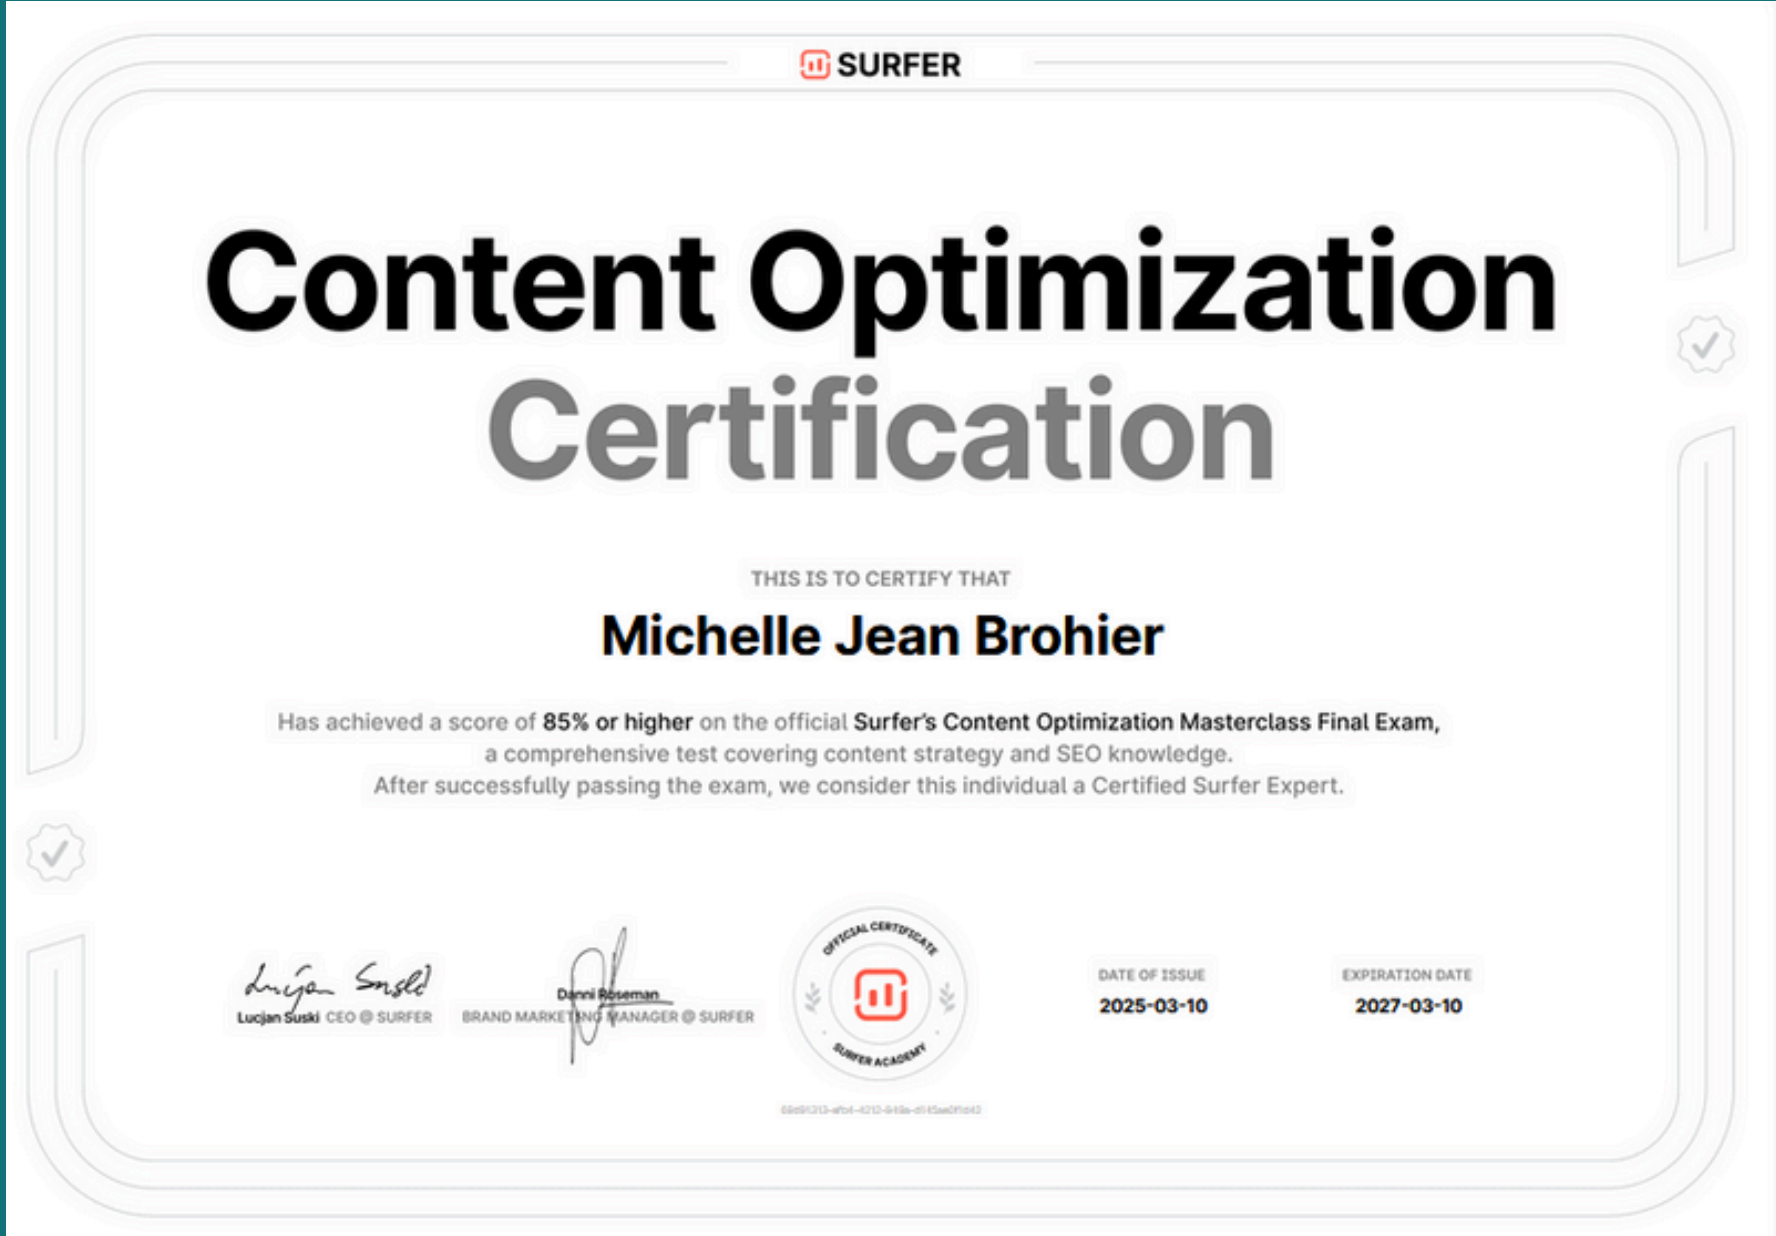 SURFER
Content Optimization
Certification
THIS IS TO CERTIFY THAT
Michelle Jean Brohier
Has achieved a score of 85% or higher on the official Surfer's Content Optimization Masterclass Final Exam,
a comprehensive test covering content strategy and SEO knowledge.
After successfully passing the exam, we consider this individual a Certified Surfer Expert.
Lucjan Suski CEO @ SURFER
Danni Roseman
BRAND MARKETING MANAGER @ SURFER
OFFICIAL CERTIFICATE
SURFER ACADEMY
DATE OF ISSUE
2025-03-10
EXPIRATION DATE
2027-03-10